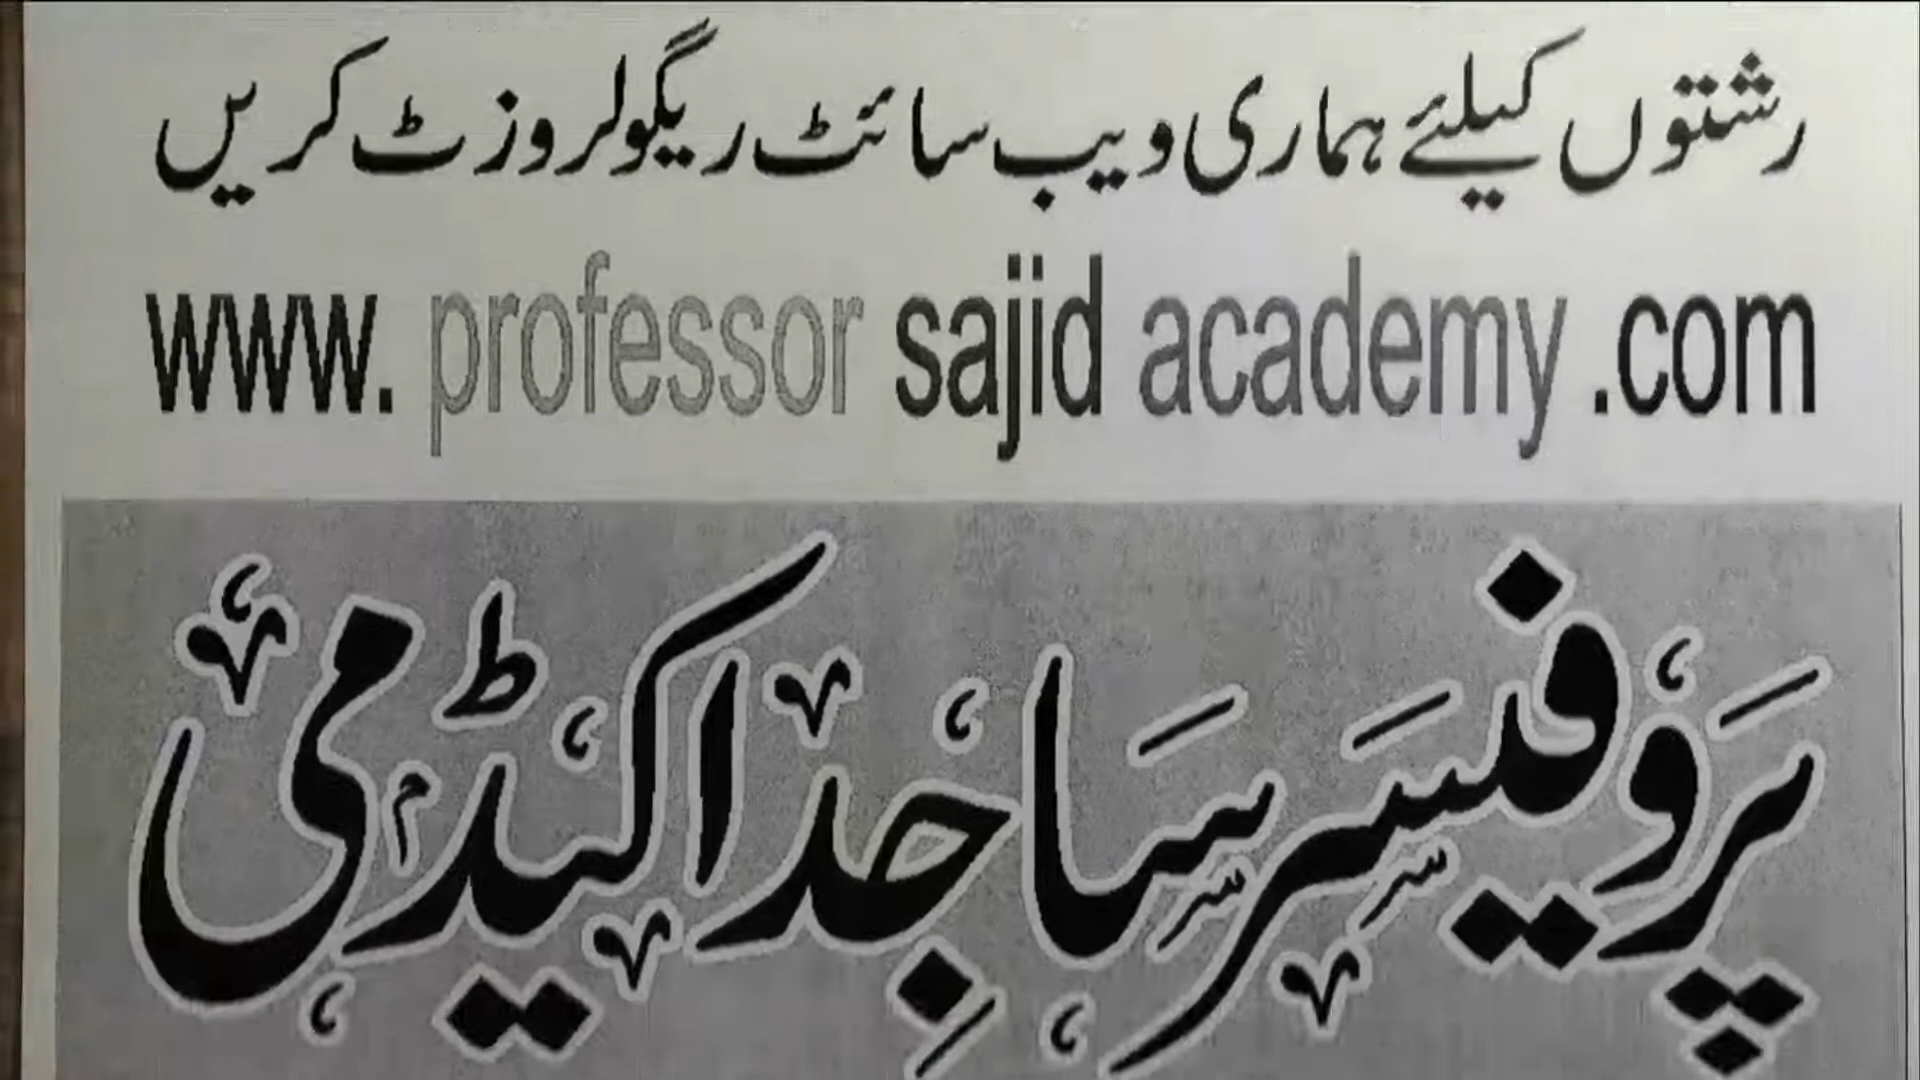 رشتوں کیلئے ہماری ویب سائٹ ریگولر وزٹ کریں
www. professor sajid academy .com
پروفیسر ساجد اکیڈمی